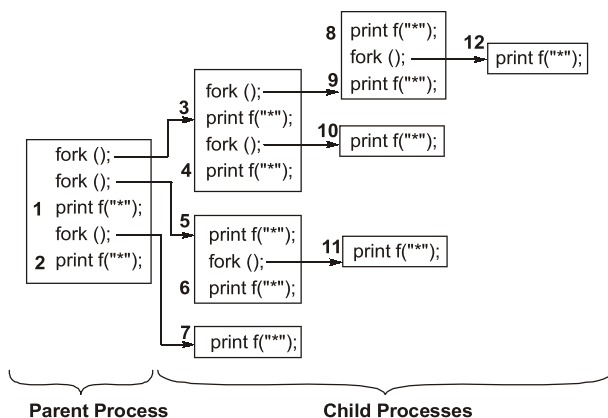 8 print f("*");
fork ();
9 print f("*");
12 print f("*");
fork ();
3 print f("*");
fork ();
4 print f("*");
10 print f("*");
fork ();
fork ();
1 print f("*");
fork ();
2 print f("*");
5 print f("*");
fork ();
6 print f("*");
11 print f("*");
7 print f("*");
Parent Process
Child Processes